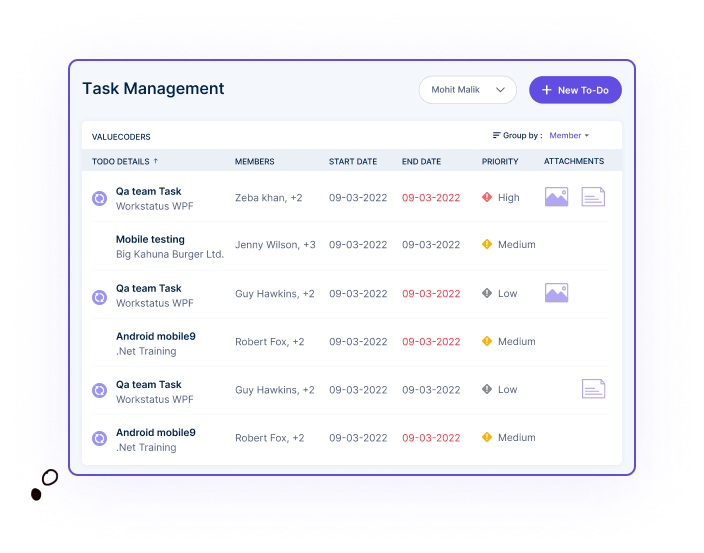 Task Management
Mohit Malik
New To-Do
VALUECODERS
Group by : Member
TODO DETAILS ↑ MEMBERS START DATE END DATE PRIORITY ATTACHMENTS
Qa team Task
Workstatus WPF
Zeba khan, +2 09-03-2022 09-03-2022 High
Mobile testing
Big Kahuna Burger Ltd.
Jenny Wilson, +3 09-03-2022 09-03-2022 Medium
Qa team Task
Workstatus WPF
Guy Hawkins, +2 09-03-2022 09-03-2022 Low
Android mobile9
.Net Training
Robert Fox, +2 09-03-2022 09-03-2022 Medium
Qa team Task
Workstatus WPF
Guy Hawkins, +2 09-03-2022 09-03-2022 Low
Android mobile9
.Net Training
Robert Fox, +2 09-03-2022 09-03-2022 Medium